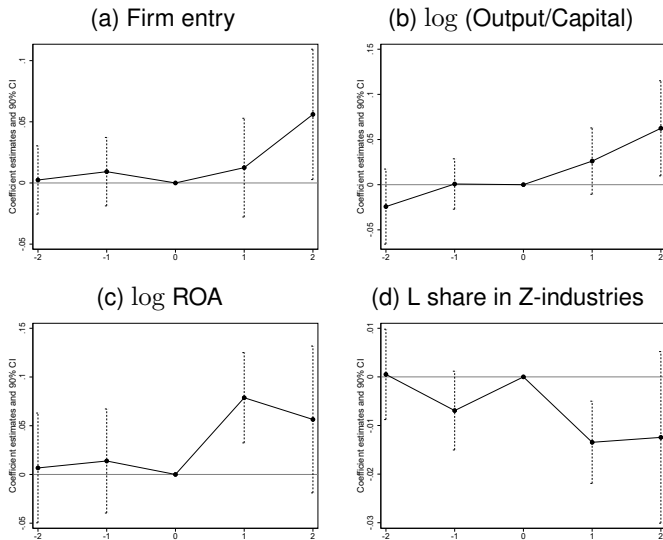 (a) Firm entry
Coefficient estimates and 90% CI
.1
.05
0
-.05
-2 -1 0 1 2
(b) log (Output/Capital)
Coefficient estimates and 90% CI
.15
.1
.05
0
-.05
-2 -1 0 1 2
(c) log ROA
Coefficient estimates and 90% CI
.15
.1
.05
0
-.05
-2 -1 0 1 2
(d) L share in Z-industries
Coefficient estimates and 90% CI
.01
0
-.01
-.02
-.03
-2 -1 0 1 2